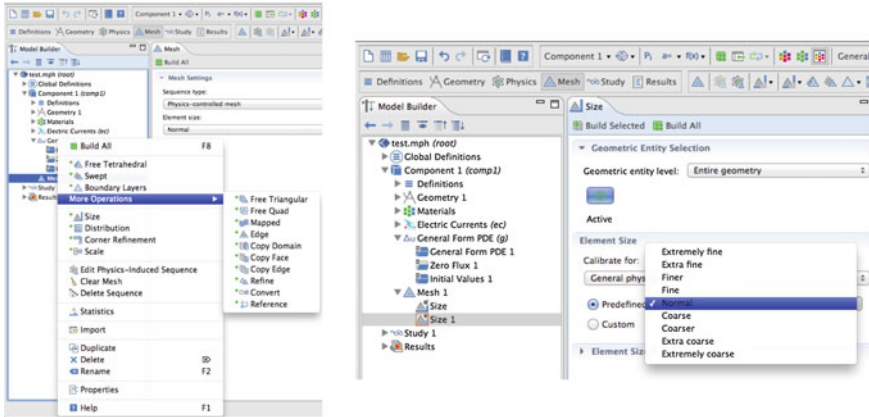 Component 1
Definitions Geometry Physics Mesh Study Results
Model Builder
test.mph (root)
Global Definitions
Component 1 (comp1)
Definitions
Geometry 1
Materials
Electric Currents (ec)
Study
Results
Mesh
Build All
Mesh Settings
Sequence type:
Physics-controlled mesh
Element size:
Normal
Build All F8
Free Tetrahedral
Swept
Boundary Layers
More Operations
Size
Distribution
Corner Refinement
Scale
Edit Physics-Induced Sequence
Clear Mesh
Delete Sequence
Statistics
Import
Duplicate
Delete
Rename F2
Properties
Help F1
Free Triangular
Free Quad
Mapped
Edge
Copy Domain
Copy Face
Copy Edge
Refine
Convert
Reference
Component 1 Pi a= f(x) General
Definitions Geometry Physics Mesh Study Results
Model Builder
test.mph (root)
Global Definitions
Component 1 (comp1)
Definitions
Geometry 1
Materials
Electric Currents (ec)
General Form PDE (g)
General Form PDE 1
Zero Flux 1
Initial Values 1
Mesh 1
Size
Size 1
Study 1
Results
Size
Build Selected Build All
Geometric Entity Selection
Geometric entity level: Entire geometry
Active
Element Size
Calibrate for:
General phys
Predefined
Custom
Element Siz
Extremely fine
Extra fine
Finer
Fine
Normal
Coarse
Coarser
Extra coarse
Extremely coarse